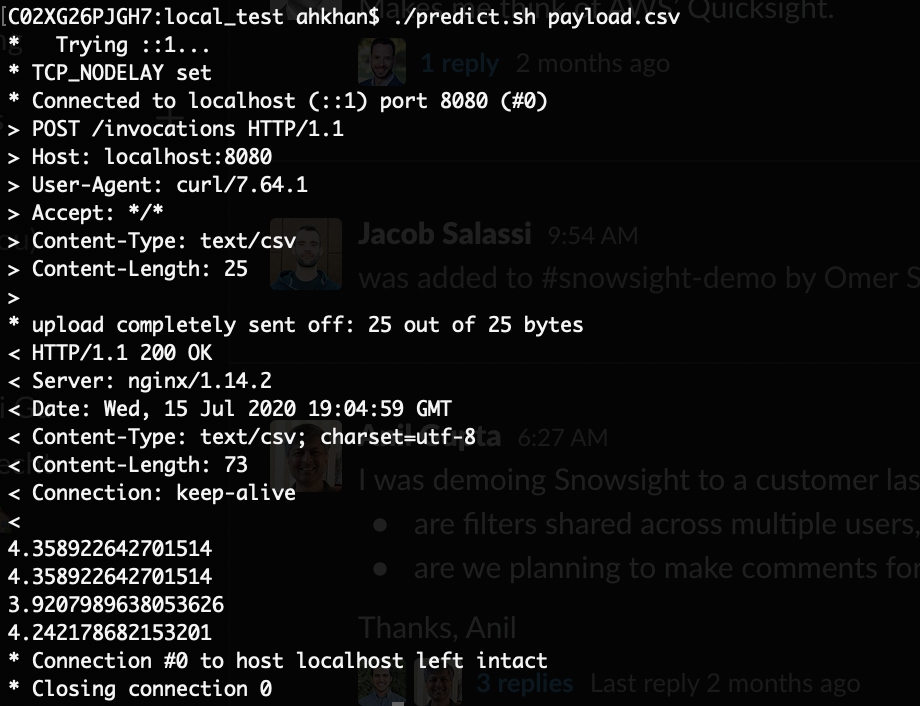 [C02XG26PJGH7:local_test ahkhan$ ./predict.sh payload.csv
Makes me think of AWS' Quicksight.
*   Trying ::1...
1 reply 2 months ago
* TCP_NODELAY set
* Connected to localhost (::1) port 8080 (#0)
> POST /invocations HTTP/1.1
> Host: localhost:8080
> User-Agent: curl/7.64.1
> Accept: */*
Jacob Salassi 9:54 AM
> Content-Type: text/csv
> Content-Length: 25
was added to #snowsight-demo by Omer S
>
* upload completely sent off: 25 out of 25 bytes
< HTTP/1.1 200 OK
< Server: nginx/1.14.2
< Date: Wed, 15 Jul 2020 19:04:59 GMT
< Content-Type: text/csv; charset=utf-8
Anil Gupta 6:27 AM
< Content-Length: 73
I was demoing Snowsight to a customer las
< Connection: keep-alive
<
● are filters shared across multiple users,
4.358922642701514
● are we planning to make comments for
4.358922642701514
3.9207989638053626
4.242178682153201
Thanks, Anil
* Connection #0 to host localhost left intact
* Closing connection 0
3 replies Last reply 2 months ago